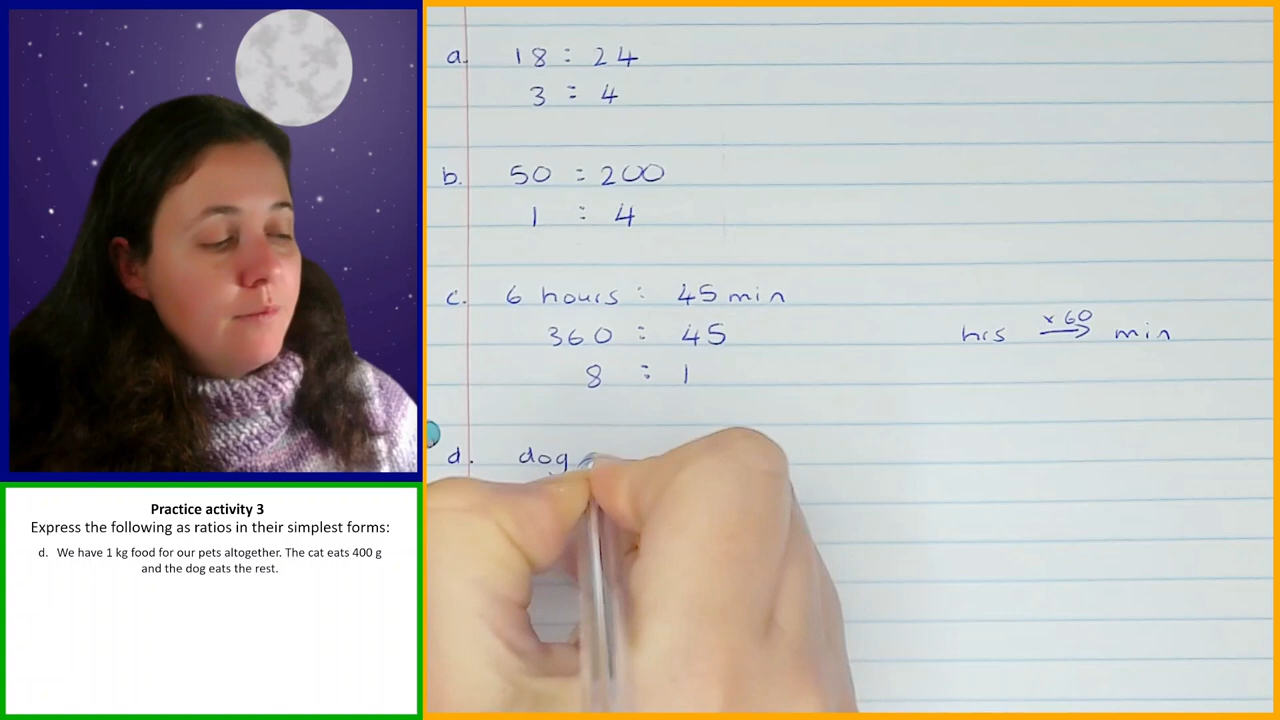 Practice activity 3
Express the following as ratios in their simplest forms:
d. We have 1 kg food for our pets altogether. The cat eats 400 g
and the dog eats the rest.
a. 18 : 24
3 : 4
b. 50 : 200
1 : 4
c. 6 hours : 45 min
360 : 45
hrs x 60 → min
8 : 1
d. dog